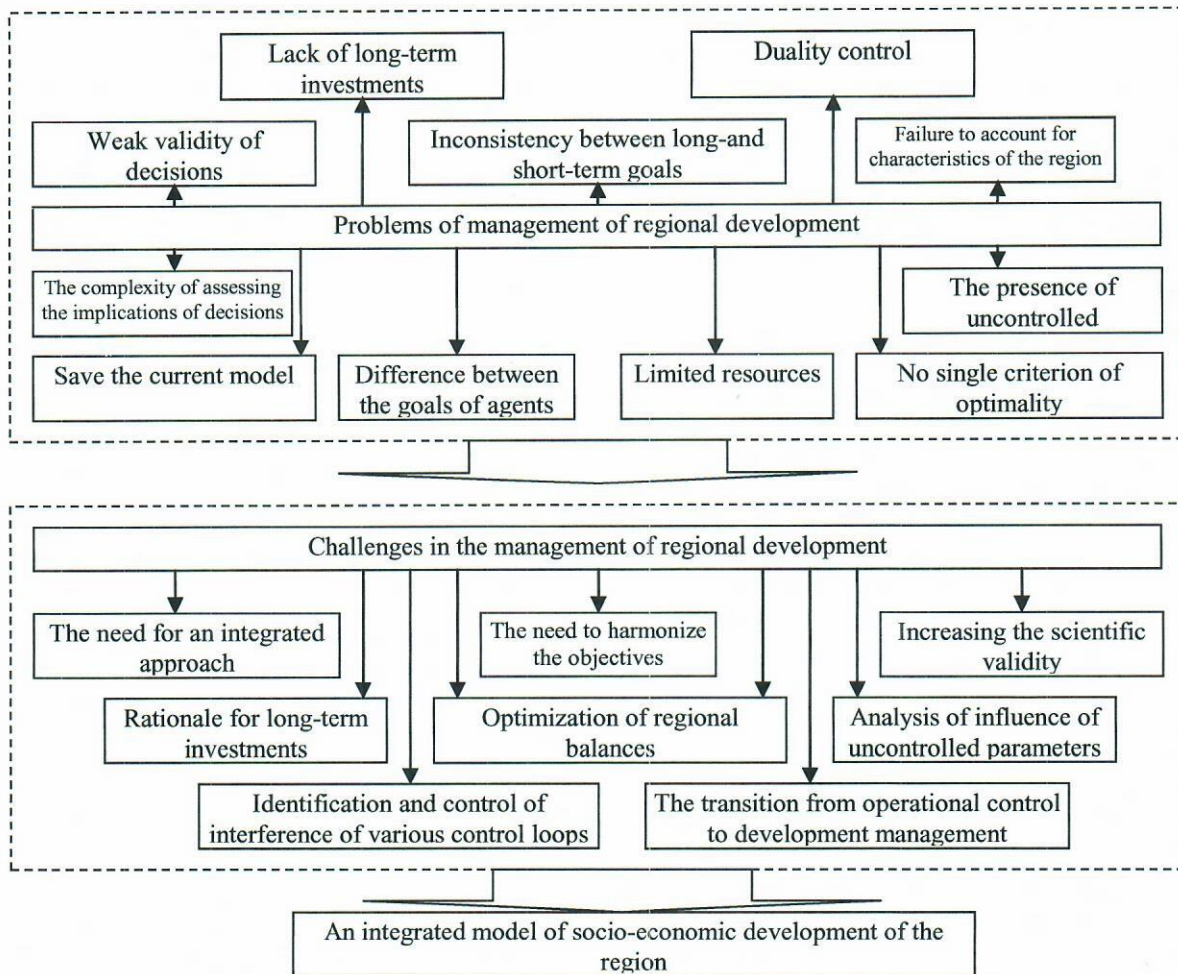 Lack of long-term
investments
Duality control
Weak validity of
decisions
Inconsistency between long-and
short-term goals
Failure to account for
characteristics of the region
Problems of management of regional development
The complexity of assessing
the implications of decisions
The presence of
uncontrolled
Save the current model
Difference between
the goals of agents
Limited resources
No single criterion of
optimality
Challenges in the management of regional development
The need for an integrated
approach
The need to harmonize
the objectives
Increasing the scientific
validity
Rationale for long-term
investments
Optimization of regional
balances
Analysis of influence of
uncontrolled parameters
Identification and control of
interference of various control loops
The transition from operational control
to development management
An integrated model of socio-economic development of the
region